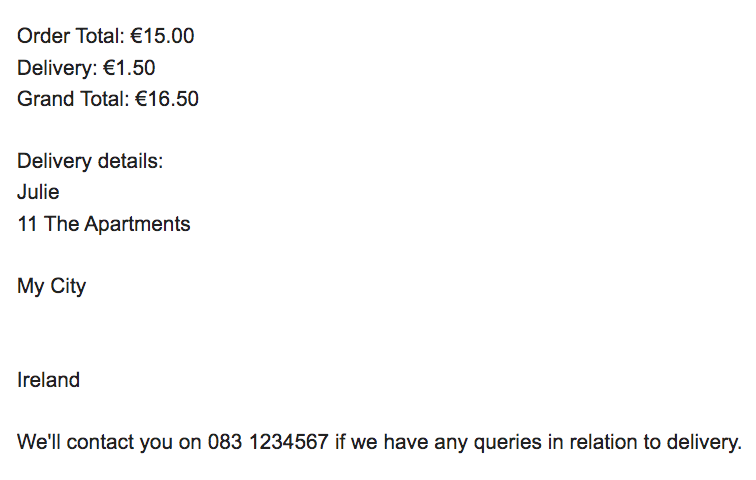 Order Total: €15.00
Delivery: €1.50
Grand Total: €16.50
Delivery details:
Julie
11 The Apartments
My City
Ireland
We'll contact you on 083 1234567 if we have any queries in relation to delivery.